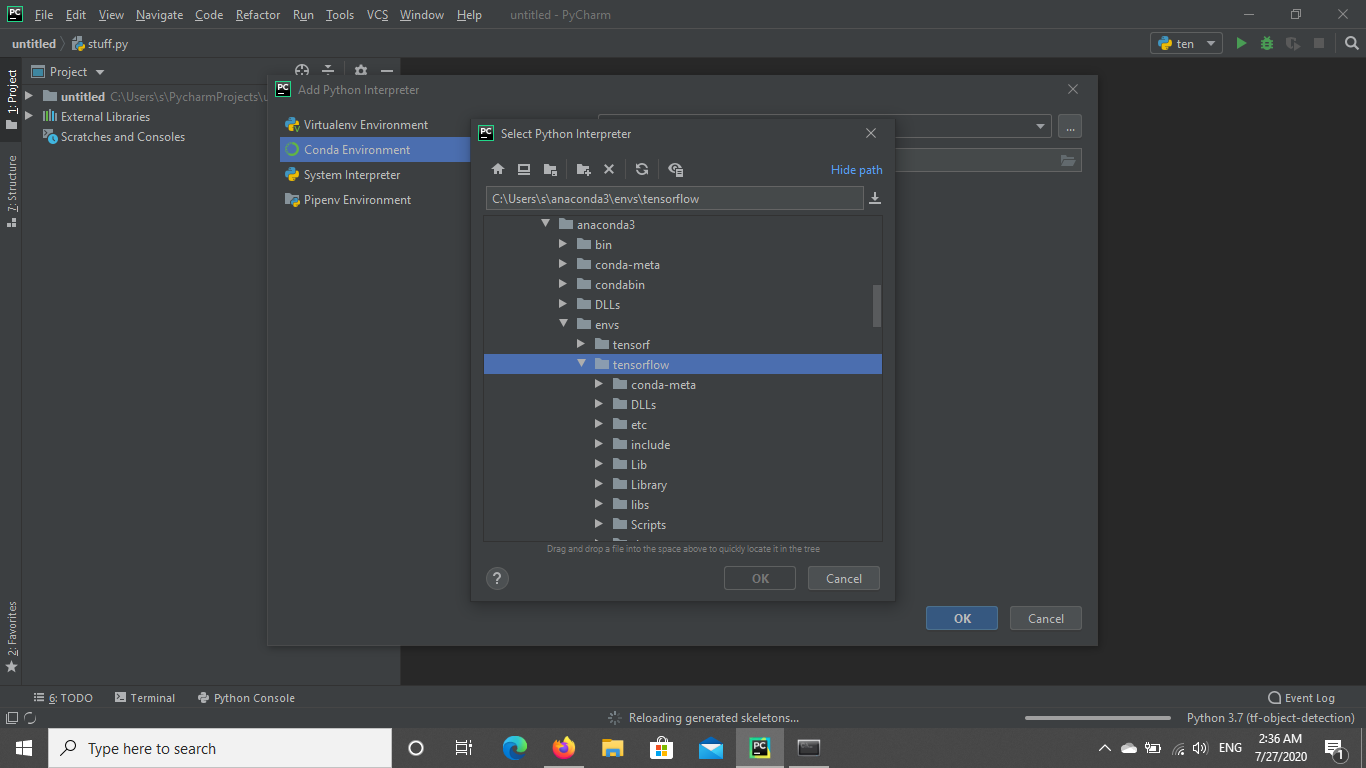 PC File Edit View Navigate Code Refactor Run Tools VCS Window Help untitled - PyCharm
untitled stuff.py ten
1: Project
7: Structure
2: Favorites
Project
untitled C:\Users\s\PycharmProjects\u
External Libraries
Scratches and Consoles
PC Add Python Interpreter
Virtualenv Environment
Conda Environment
System Interpreter
Pipenv Environment
...
PC Select Python Interpreter
Hide path
C:\Users\s\anaconda3\envs\tensorflow
anaconda3
bin
conda-meta
condabin
DLLs
envs
tensorf
tensorflow
conda-meta
DLLs
etc
include
Lib
Library
libs
Scripts
Drag and drop a file into the space above to quickly locate it in the tree
? OK Cancel
OK Cancel
6: TODO Terminal Python Console Event Log
Reloading generated skeletons... Python 3.7 (tf-object-detection)
Type here to search PC ENG 2:36 AM
7/27/2020 1